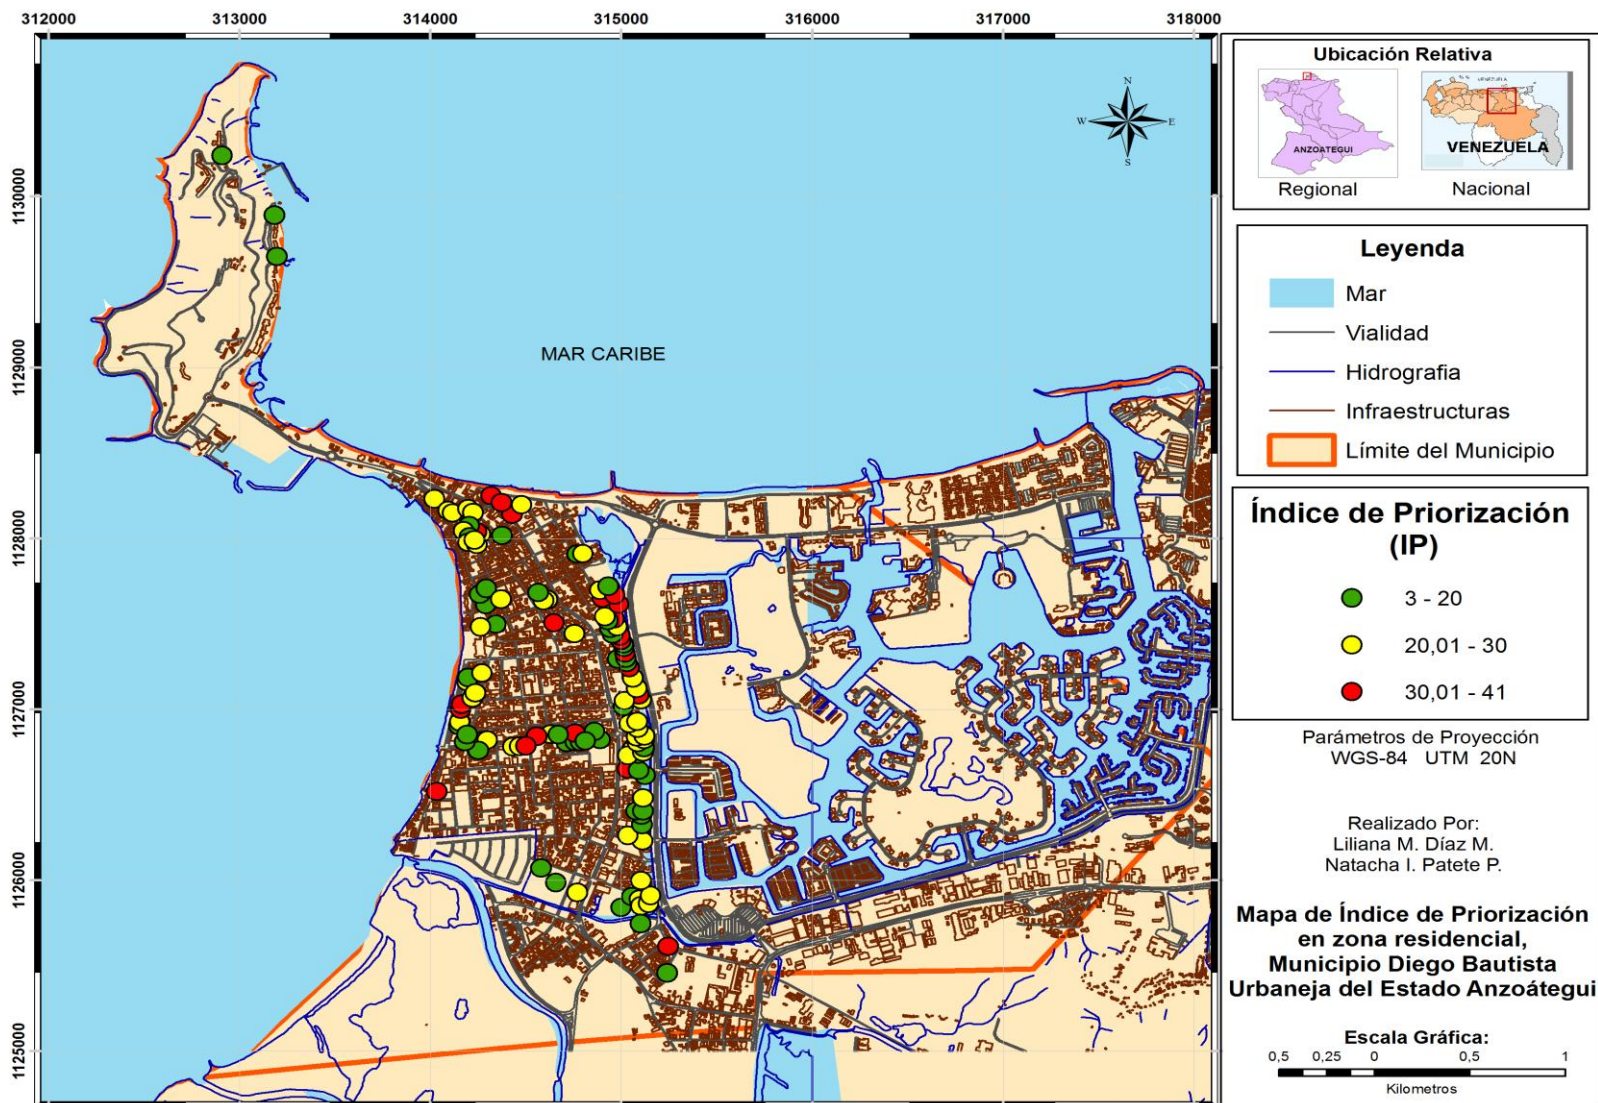 312000 313000 314000 315000 316000 317000 318000
1130000
1129000
1128000
1127000
1126000
1125000
N
W E
S
MAR CARIBE
Ubicación Relativa
ANZOATEGUI
VENEZUELA
VENEZUELA
Regional Nacional
Leyenda
Mar
Vialidad
Hidrografia
Infraestructuras
Límite del Municipio
Índice de Priorización
(IP)
3 - 20
20,01 - 30
30,01 - 41
Parámetros de Proyección
WGS-84 UTM 20N
Realizado Por:
Liliana M. Díaz M.
Natacha I. Patete P.
Mapa de Índice de Priorización
en zona residencial,
Municipio Diego Bautista
Urbaneja del Estado Anzoátegui
Escala Gráfica:
0,5 0,25 0 0,5 1
Kilometros